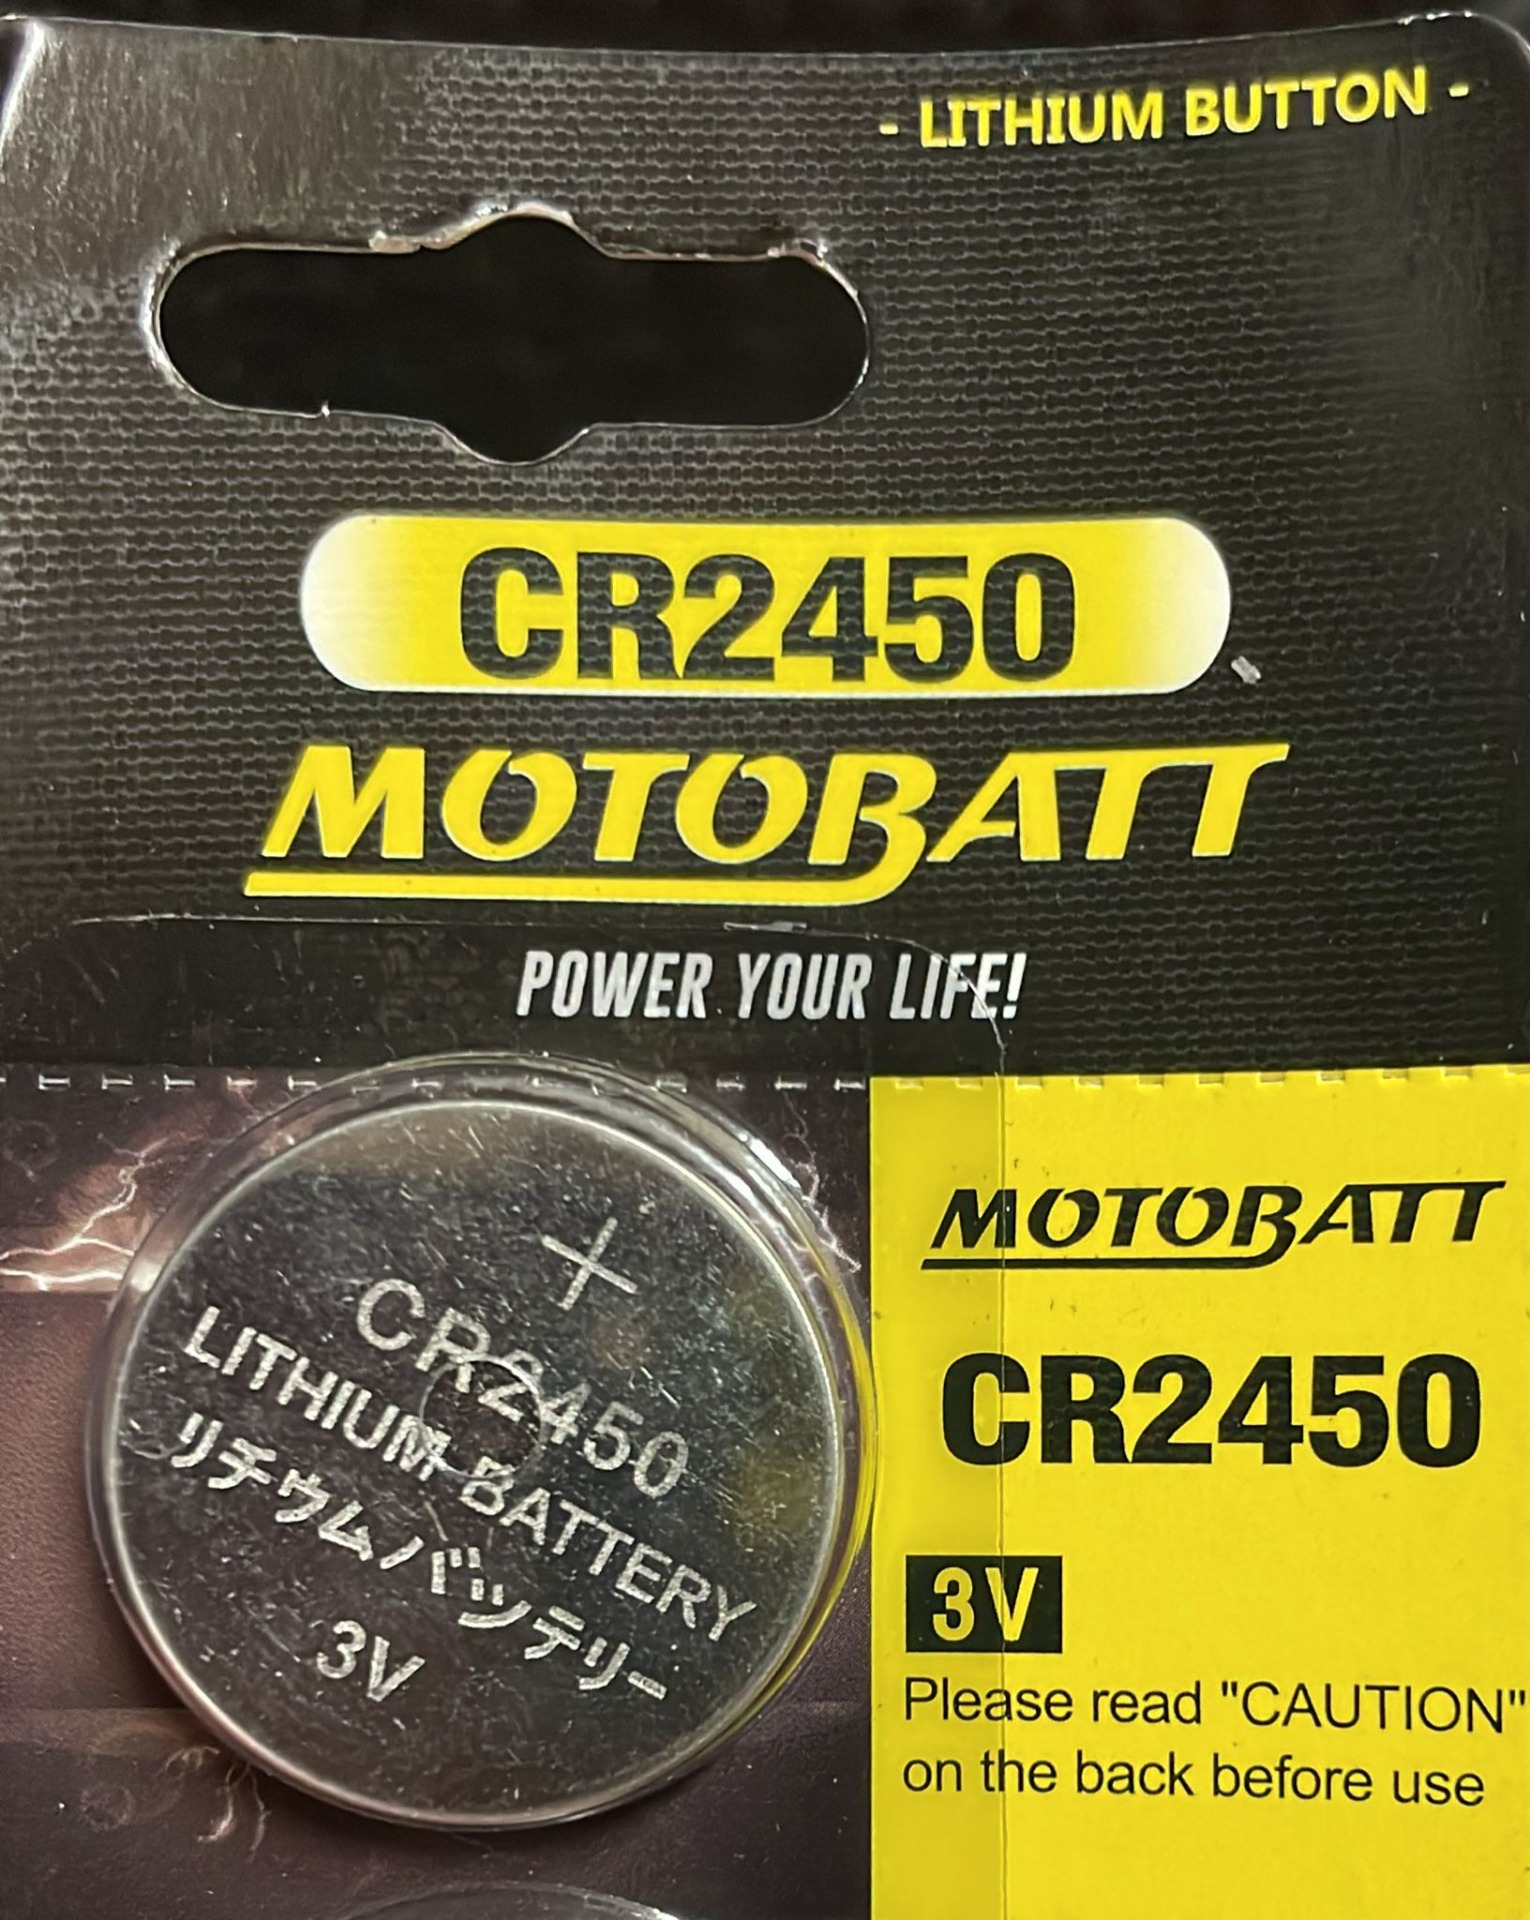 - LITHIUM BUTTON -
CR2450
MOTOBATT
POWER YOUR LIFE!
+
CR2450
LITHIUM BATTERY
リチウムバッテリー
3V
MOTOBATT
CR2450
3V
Please read "CAUTION"
on the back before use